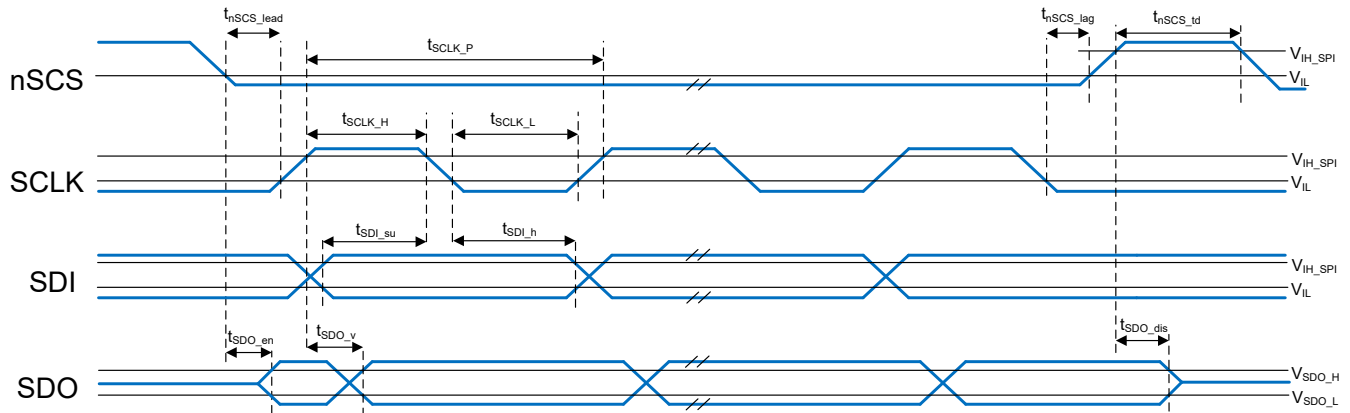 tnSCS_lead
tnSCS_lag
tnSCS_td
tSCLK_P
VIH_SPI
nSCS
VIL
tSCLK_H
tSCLK_L
VIH_SPI
SCLK
VIL
tSDI_su
tSDI_h
VIH_SPI
SDI
VIL
tSDO_en
tSDO_v
tSDO_dis
VSDO_H
SDO
VSDO_L